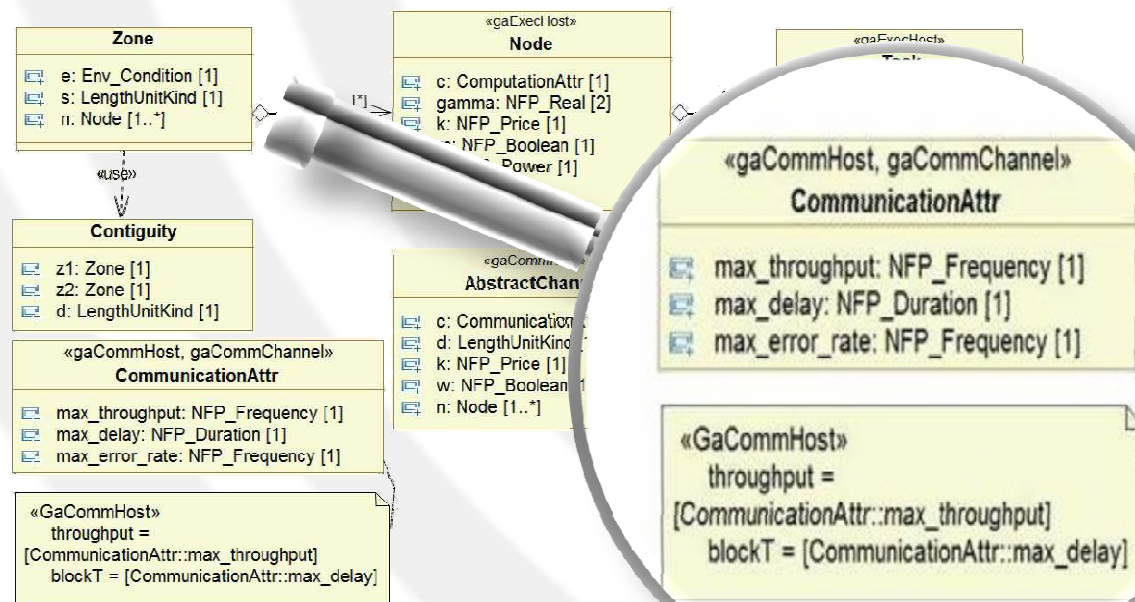 Zone
e: Env_Condition [1]
s: LengthUnitKind [1]
n: Node [1..*]
«use»
Contiguity
z1: Zone [1]
z2: Zone [1]
d: LengthUnitKind [1]
«gaCommHost, gaCommChannel»
CommunicationAttr
max_throughput: NFP_Frequency [1]
max_delay: NFP_Duration [1]
max_error_rate: NFP_Frequency [1]
«GaCommHost»
throughput =
[CommunicationAttr::max_throughput]
blockT = [CommunicationAttr::max_delay]
«gaExecHost»
Node
c: ComputationAttr [1]
gamma: NFP_Real [2]
k: NFP_Price [1]
NFP_Boolean [1]
Power [1]
AbstractChan
c: Communication
d: LengthUnitKind
k: NFP_Price [1]
w: NFP_Boolean
n: Node [1..*]
«gaExecHost»
«gaCommHost, gaCommChannel»
CommunicationAttr
max_throughput: NFP_Frequency [1]
max_delay: NFP_Duration [1]
max_error_rate: NFP_Frequency [1]
«GaCommHost»
throughput =
[CommunicationAttr::max_throughput]
blockT = [CommunicationAttr::max_delay]